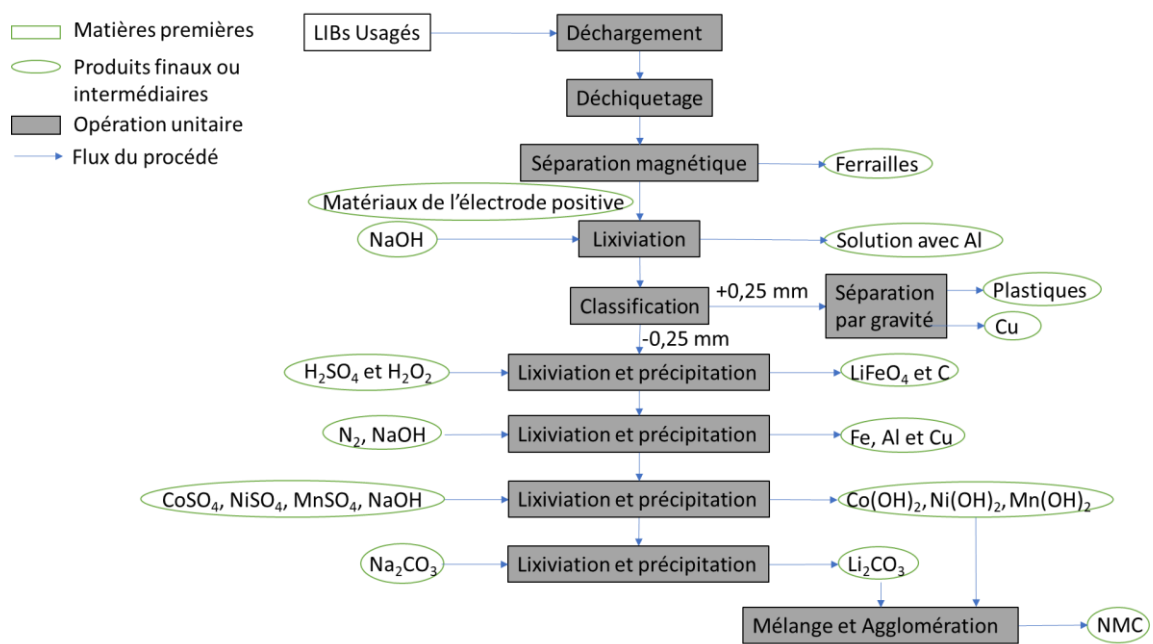 Matières premières
Produits finaux ou
intermédiaires
Opération unitaire
Flux du procédé
LIBs Usagés
Déchargement
Déchiquetage
Séparation magnétique
Ferrailles
Matériaux de l'électrode positive
NaOH
Lixiviation
Solution avec Al
Classification
+0,25 mm
Séparation
par gravité
Plastiques
Cu
-0,25 mm
H₂SO₄ et H₂O₂
Lixiviation et précipitation
LiFeO₄ et C
N₂, NaOH
Lixiviation et précipitation
Fe, Al et Cu
CoSO₄, NiSO₄, MnSO₄, NaOH
Lixiviation et précipitation
Co(OH)₂, Ni(OH)₂, Mn(OH)₂
Na₂CO₃
Lixiviation et précipitation
Li₂CO₃
Mélange et Agglomération
NMC